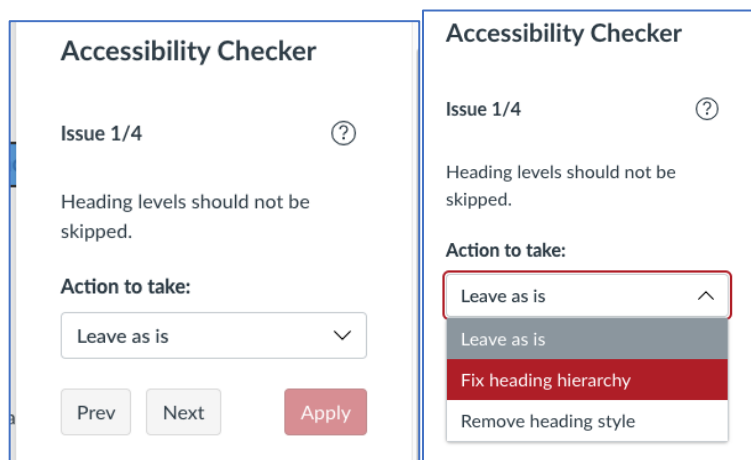 Accessibility Checker
Issue 1/4
Heading levels should not be
skipped.
Action to take:
Leave as is
Prev Next Apply
Accessibility Checker
Issue 1/4
Heading levels should not be
skipped.
Action to take:
Leave as is
Leave as is
Fix heading hierarchy
Remove heading style